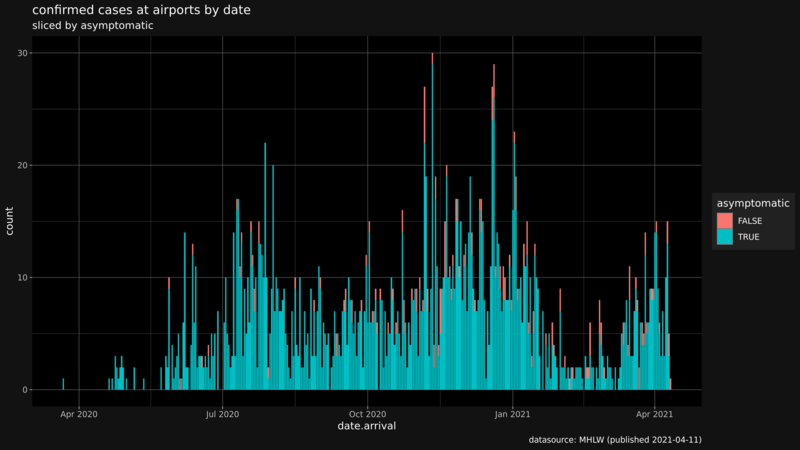 confirmed cases at airports by date
sliced by asymptomatic
30
20
10
0
count
Apr 2020
Jul 2020
Oct 2020
Jan 2021
Apr 2021
date.arrival
asymptomatic
FALSE
TRUE
datasource: MHLW (published 2021-04-11)